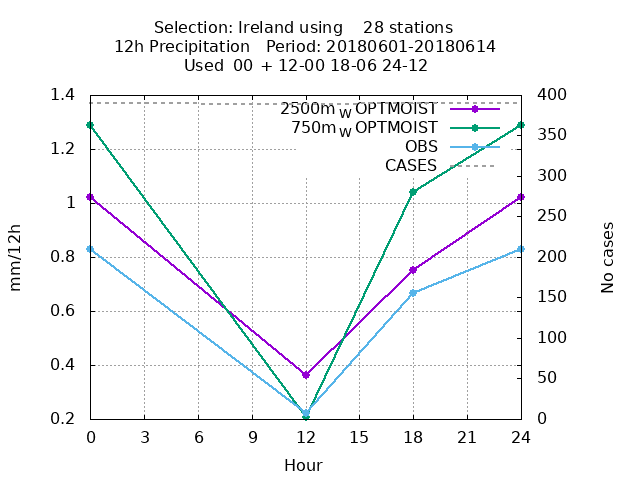 Selection: Ireland using 28 stations
12h Precipitation Period: 20180601-20180614
Used 00 + 12-00 18-06 24-12
1.4
1.2
1
0.8
0.6
0.4
0.2
mm/12h
2500m_W OPTMOIST
750m_W OPTMOIST
OBS
CASES
400
350
300
250
200
150
100
50
0
No cases
0 3 6 9 12 15 18 21 24
Hour